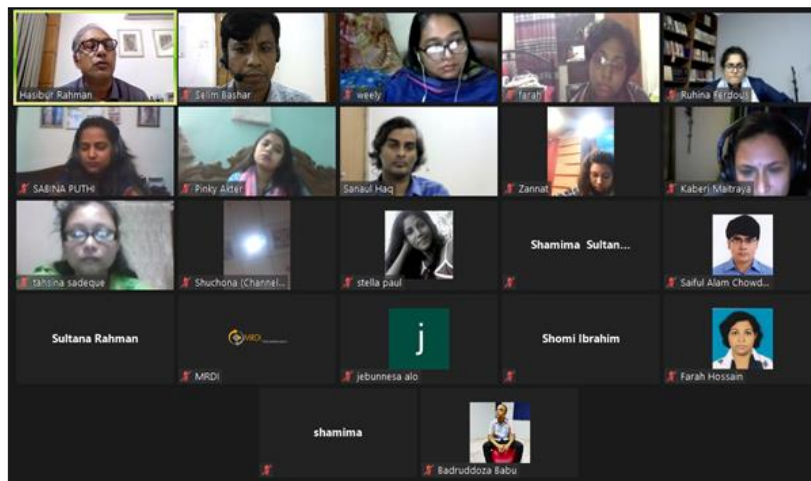 Hasibur Rahman
Selim Bashar
weely
farah
Ruhina Ferdous
SABINA PUTHI
Pinky Akter
Sanaul Haq
Zannat
Kaberi Maitraya
tahsina sadeque
Shuchona (Channel...
stella paul
Shamima Sultan...
Saiful Alam Chowd...
Sultana Rahman
MRDI
MRDI
j
jebunnesa alo
Shomi Ibrahim
Farah Hossain
shamima
Badruddoza Babu